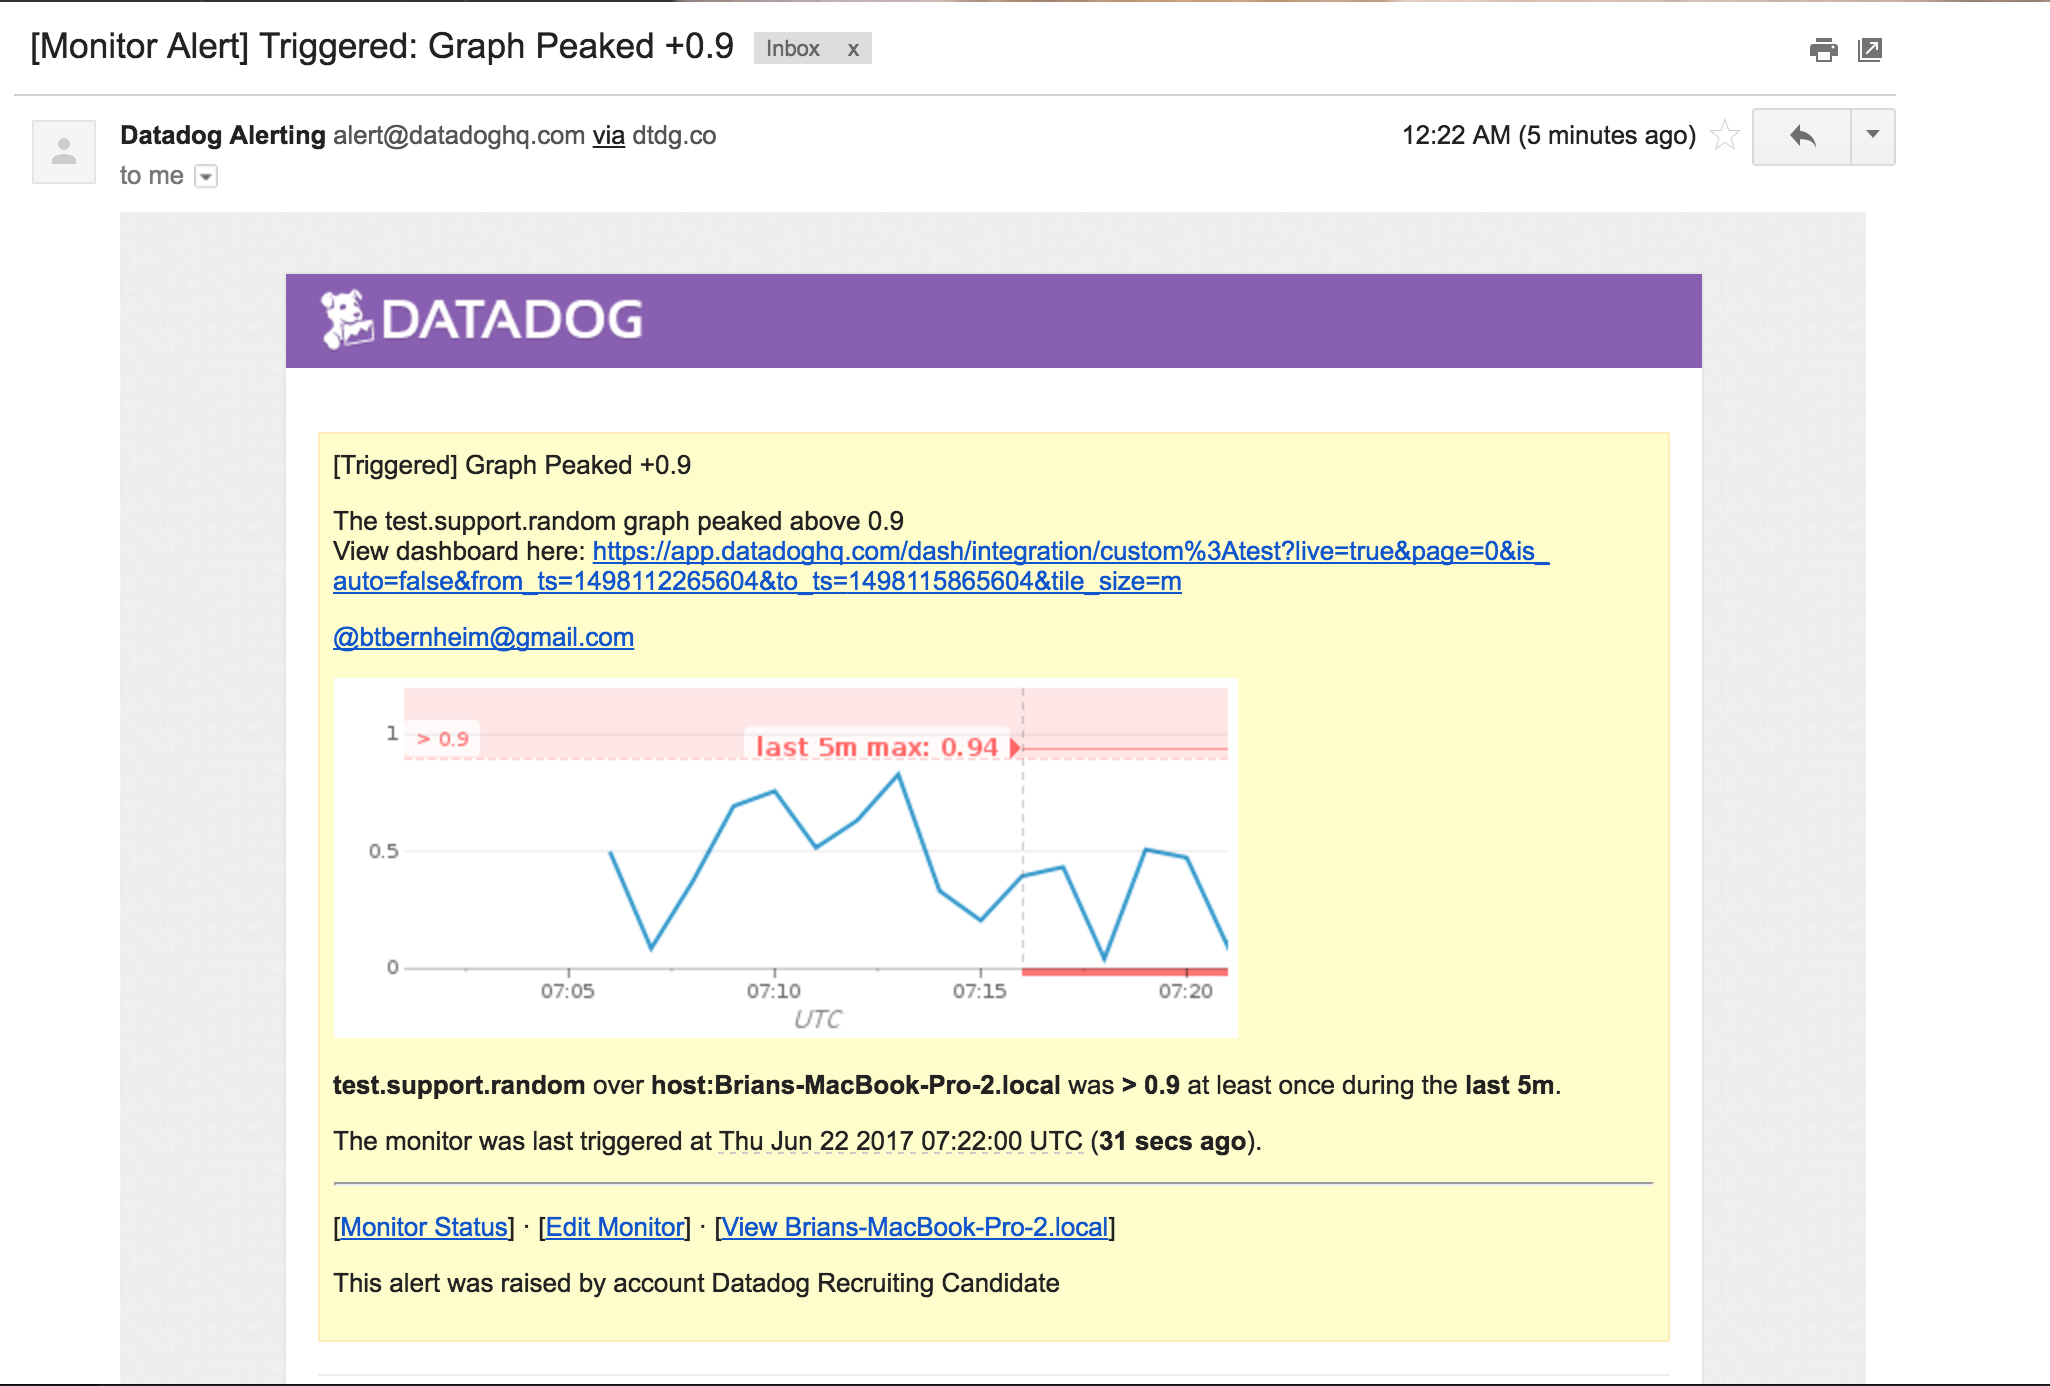 [Monitor Alert] Triggered: Graph Peaked +0.9 Inbox x
Datadog Alerting alert@datadoghq.com via dtdg.co 12:22 AM (5 minutes ago)
to me
DATADOG
[Triggered] Graph Peaked +0.9
The test.support.random graph peaked above 0.9
View dashboard here: https://app.datadoghq.com/dash/integration/custom%3Atest?live=true&page=0&is_
auto=false&from_ts=1498112265604&to_ts=1498115865604&tile_size=m
@btbernheim@gmail.com
1
> 0.9
last 5m max: 0.94
0.5
0
07:05 07:10 07:15 07:20
UTC
test.support.random over host:Brians-MacBook-Pro-2.local was > 0.9 at least once during the last 5m.
The monitor was last triggered at Thu Jun 22 2017 07:22:00 UTC (31 secs ago).
[Monitor Status] · [Edit Monitor] · [View Brians-MacBook-Pro-2.local]
This alert was raised by account Datadog Recruiting Candidate